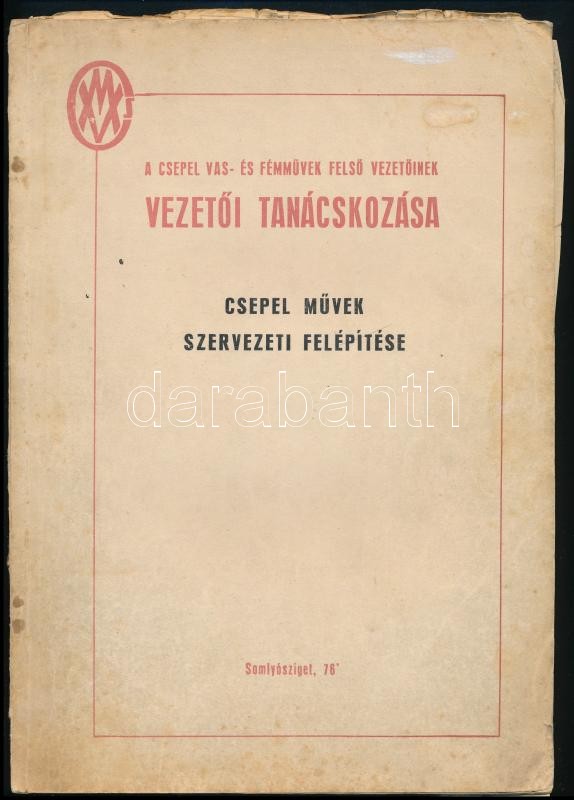 A CSEPEL VAS- ÉS FÉMMŰVEK FELSŐ VEZETŐINEK
VEZETŐI TANÁCSKOZÁSA
CSEPEL MŰVEK
SZERVEZETI FELÉPÍTÉSE
darabanth
Somlyósziget, 76'